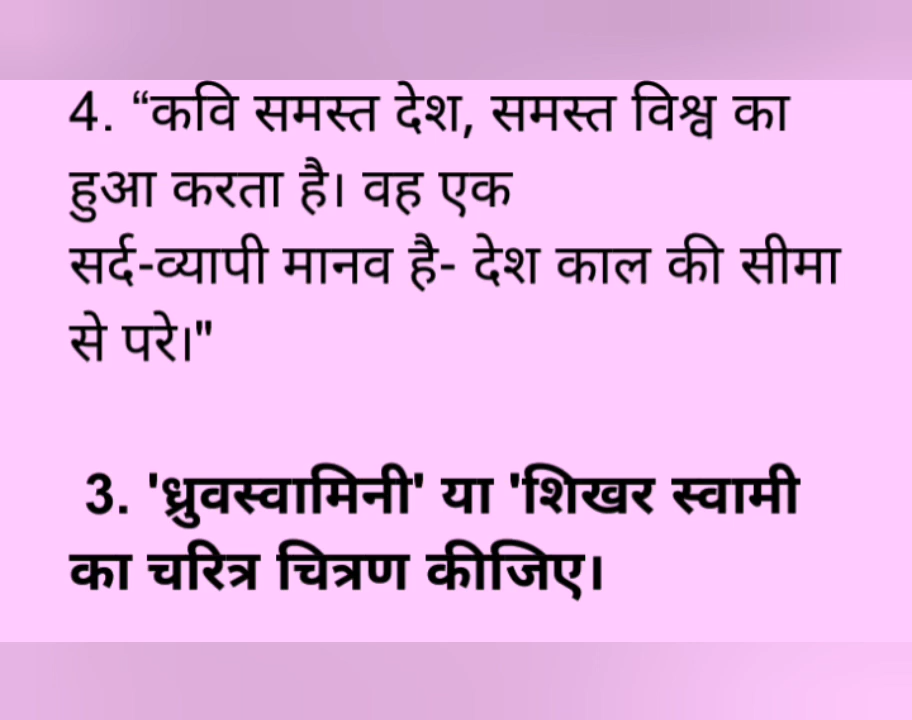 4. “कवि समस्त देश, समस्त विश्व का
हुआ करता है। वह एक
सर्द-व्यापी मानव है- देश काल की सीमा
से परे।"
3. 'ध्रुवस्वामिनी' या 'शिखर स्वामी
का चरित्र चित्रण कीजिए।